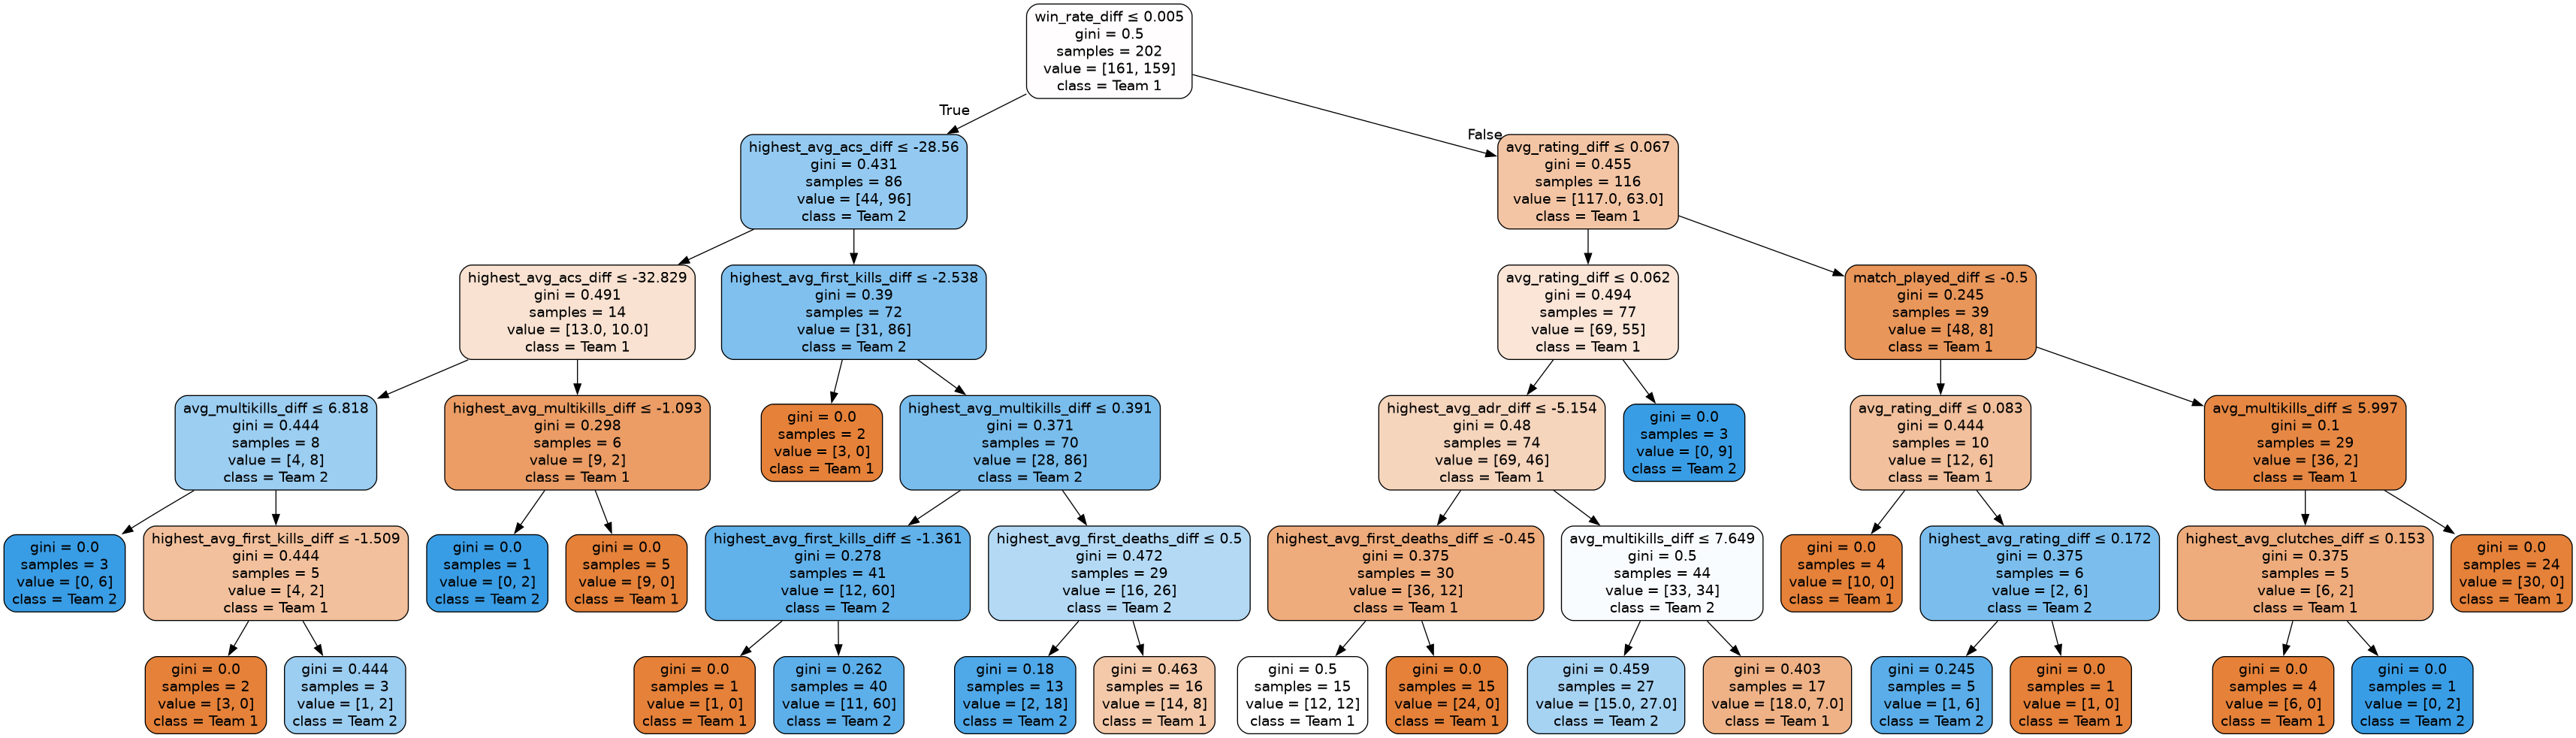 win_rate_diff ≤ 0.005
gini = 0.5
samples = 202
value = [161, 159]
class = Team 1
True
False
highest_avg_acs_diff ≤ -28.56
gini = 0.431
samples = 86
value = [44, 96]
class = Team 2
avg_rating_diff ≤ 0.067
gini = 0.455
samples = 116
value = [117.0, 63.0]
class = Team 1
highest_avg_acs_diff ≤ -32.829
gini = 0.491
samples = 14
value = [13.0, 10.0]
class = Team 1
highest_avg_first_kills_diff ≤ -2.538
gini = 0.39
samples = 72
value = [31, 86]
class = Team 2
avg_rating_diff ≤ 0.062
gini = 0.494
samples = 77
value = [69, 55]
class = Team 1
match_played_diff ≤ -0.5
gini = 0.245
samples = 39
value = [48, 8]
class = Team 1
avg_multikills_diff ≤ 6.818
gini = 0.444
samples = 8
value = [4, 8]
class = Team 2
highest_avg_multikills_diff ≤ -1.093
gini = 0.298
samples = 6
value = [9, 2]
class = Team 1
gini = 0.0
samples = 2
value = [3, 0]
class = Team 1
highest_avg_multikills_diff ≤ 0.391
gini = 0.371
samples = 70
value = [28, 86]
class = Team 2
highest_avg_adr_diff ≤ -5.154
gini = 0.48
samples = 74
value = [69, 46]
class = Team 1
gini = 0.0
samples = 3
value = [0, 9]
class = Team 2
avg_rating_diff ≤ 0.083
gini = 0.444
samples = 10
value = [12, 6]
class = Team 1
avg_multikills_diff ≤ 5.997
gini = 0.1
samples = 29
value = [36, 2]
class = Team 1
gini = 0.0
samples = 3
value = [0, 6]
class = Team 2
highest_avg_first_kills_diff ≤ -1.509
gini = 0.444
samples = 5
value = [4, 2]
class = Team 1
gini = 0.0
samples = 1
value = [0, 2]
class = Team 2
gini = 0.0
samples = 5
value = [9, 0]
class = Team 1
highest_avg_first_kills_diff ≤ -1.361
gini = 0.278
samples = 41
value = [12, 60]
class = Team 2
highest_avg_first_deaths_diff ≤ 0.5
gini = 0.472
samples = 29
value = [16, 26]
class = Team 2
highest_avg_first_deaths_diff ≤ -0.45
gini = 0.375
samples = 30
value = [36, 12]
class = Team 1
avg_multikills_diff ≤ 7.649
gini = 0.5
samples = 44
value = [33, 34]
class = Team 2
gini = 0.0
samples = 4
value = [10, 0]
class = Team 1
highest_avg_rating_diff ≤ 0.172
gini = 0.375
samples = 6
value = [2, 6]
class = Team 2
highest_avg_clutches_diff ≤ 0.153
gini = 0.375
samples = 5
value = [6, 2]
class = Team 1
gini = 0.0
samples = 24
value = [30, 0]
class = Team 1
gini = 0.0
samples = 2
value = [3, 0]
class = Team 1
gini = 0.444
samples = 3
value = [1, 2]
class = Team 2
gini = 0.0
samples = 1
value = [1, 0]
class = Team 1
gini = 0.262
samples = 40
value = [11, 60]
class = Team 2
gini = 0.18
samples = 13
value = [2, 18]
class = Team 2
gini = 0.463
samples = 16
value = [14, 8]
class = Team 1
gini = 0.5
samples = 15
value = [12, 12]
class = Team 1
gini = 0.0
samples = 15
value = [24, 0]
class = Team 1
gini = 0.459
samples = 27
value = [15.0, 27.0]
class = Team 2
gini = 0.403
samples = 17
value = [18.0, 7.0]
class = Team 1
gini = 0.245
samples = 5
value = [1, 6]
class = Team 2
gini = 0.0
samples = 1
value = [1, 0]
class = Team 1
gini = 0.0
samples = 4
value = [6, 0]
class = Team 1
gini = 0.0
samples = 1
value = [0, 2]
class = Team 2